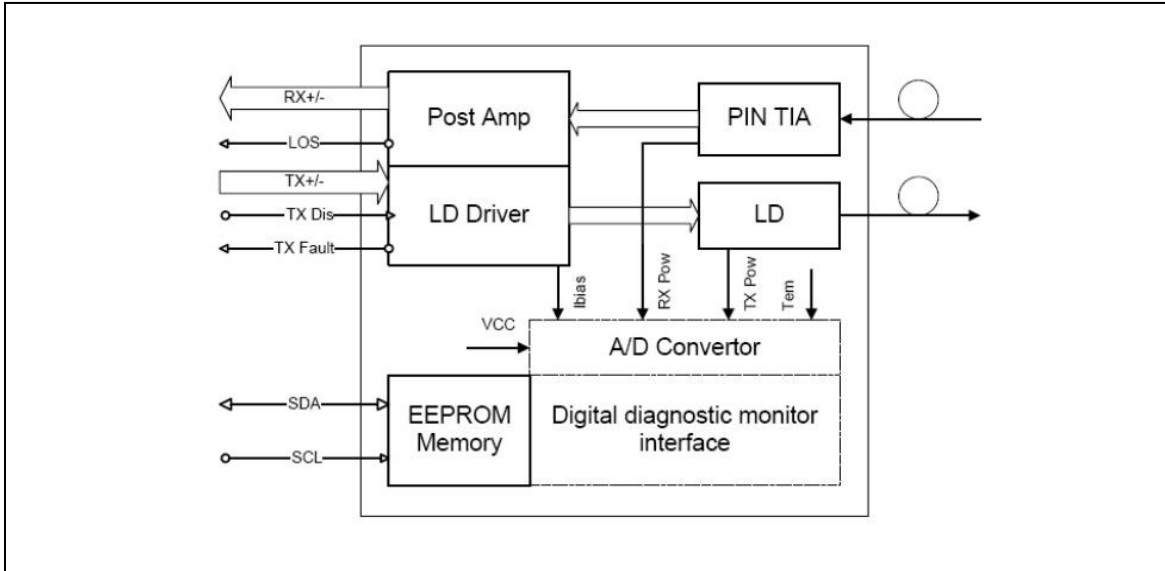 RX+/-
Post Amp
PIN TIA
LOS
TX+/-
TX Dis
LD Driver
LD
TX Fault
Ibias
RX Pow
TX Pow
Tem
VCC
A/D Convertor
SDA
EEPROM
Memory
Digital diagnostic monitor
interface
SCL